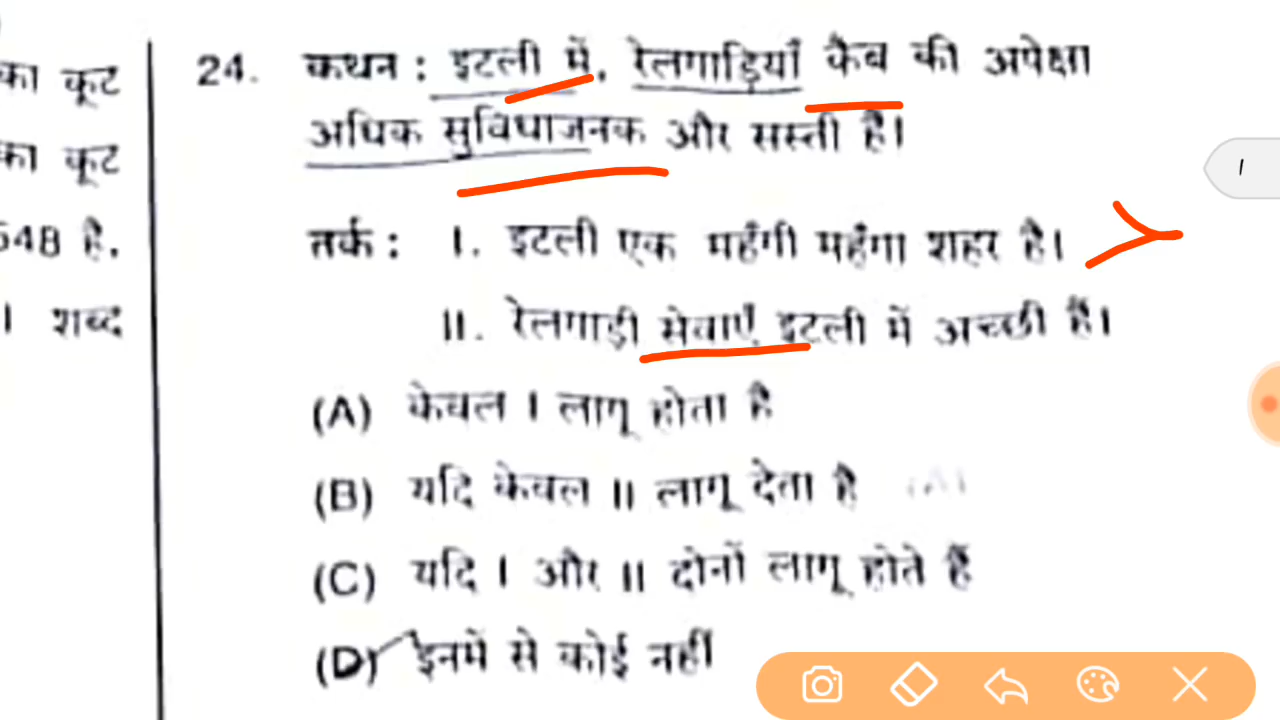 का कूट
का कूट
548 है,
। शब्द
24. कथन : इटली में, रेलगाड़ियाँ कैब की अपेक्षा
अधिक सुविधाजनक और सस्ती है।
तर्क : I. इटली एक महँगी महँगा शहर है।
II. रेलगाड़ी सेवाएँ इटली में अच्छी हैं।
(A) केवल I लागू होता है
(B) यदि केवल II लागू देता है
(C) यदि I और II दोनों लागू होते हैं
(D) इनमें से कोई नहीं